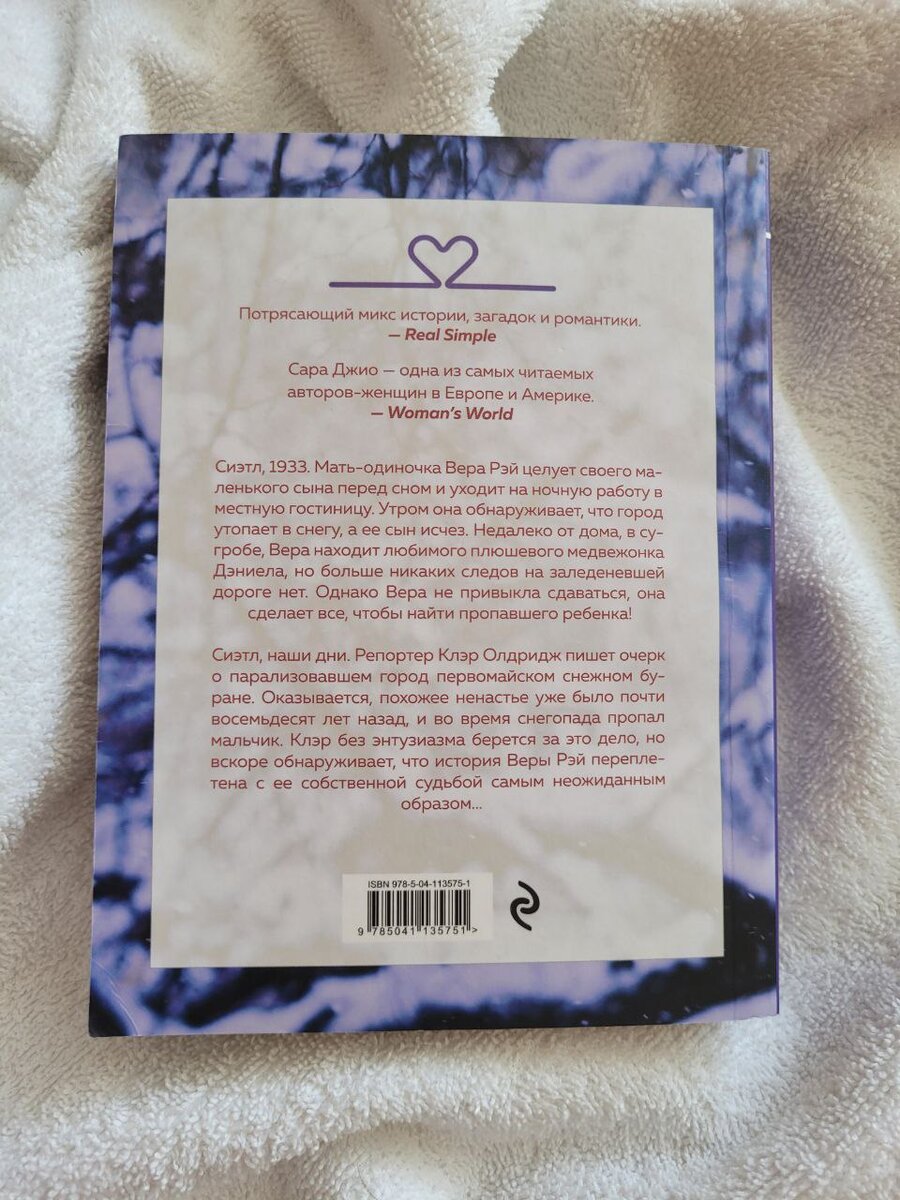 Потрясающий микс истории, загадок и романтики.
— Real Simple
Сара Джио — одна из самых читаемых
авторов-женщин в Европе и Америке.
— Woman's World
Сиэтл, 1933. Мать-одиночка Вера Рэй целует своего ма-
ленького сына перед сном и уходит на ночную работу в
местную гостиницу. Утром она обнаруживает, что город
утопает в снегу, а ее сын исчез. Недалеко от дома, в су-
гробе, Вера находит любимого плюшевого медвежонка
Дэниела, но больше никаких следов на заледеневшей
дороге нет. Однако Вера не привыкла сдаваться, она
сделает все, чтобы найти пропавшего ребенка!
Сиэтл, наши дни. Репортер Клэр Олдридж пишет очерк
о парализовавшем город первомайском снежном бу-
ране. Оказывается, похожее ненастье уже было почти
восемьдесят лет назад, и во время снегопада пропал
мальчик. Клэр без энтузиазма берется за это дело, но
вскоре обнаруживает, что история Веры Рэй перепле-
тена с ее собственной судьбой самым неожиданным
образом...
ISBN 978-5-04-113575-1
9 785041 135751 >